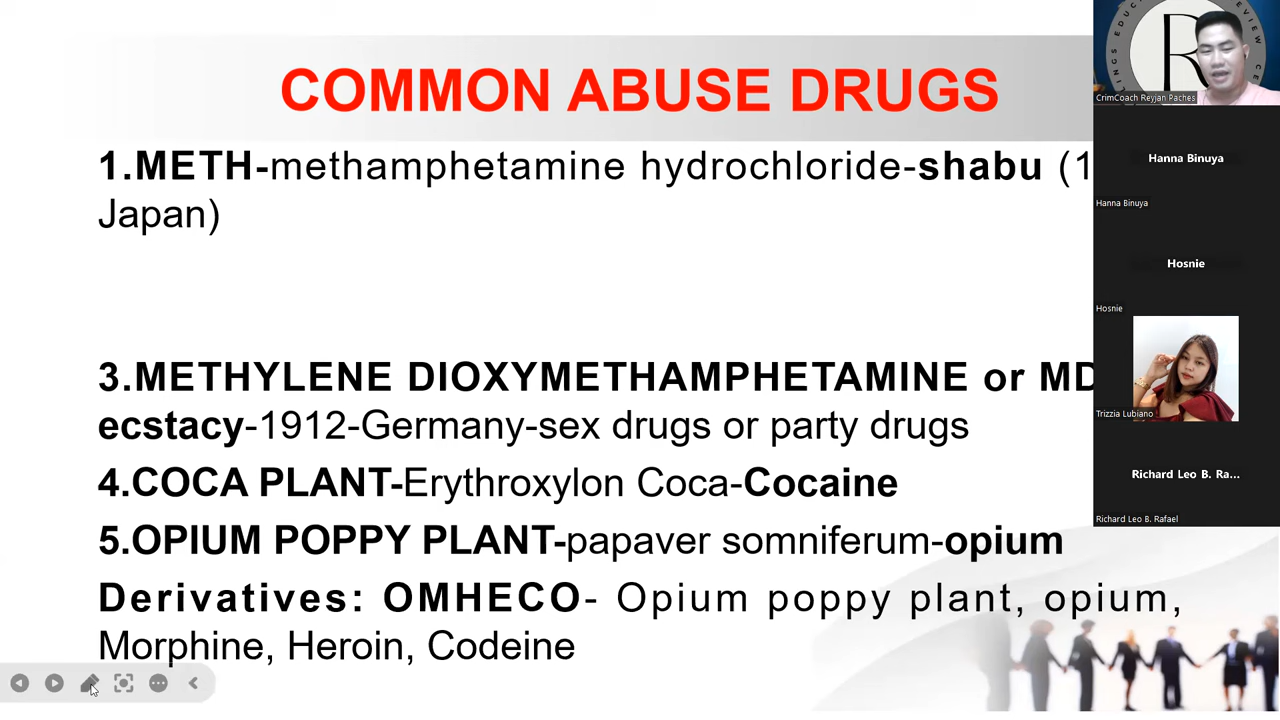 COMMON ABUSE DRUGS
1.METH-methamphetamine hydrochloride-shabu (1
Japan)
3.METHYLENE DIOXYMETHAMPHETAMINE or MD
ecstacy-1912-Germany-sex drugs or party drugs
4.COCA PLANT-Erythroxylon Coca-Cocaine
5.OPIUM POPPY PLANT-papaver somniferum-opium
Derivatives: OMHECO- Opium poppy plant, opium,
Morphine, Heroin, Codeine
R
CrimCoach Reyjan Paches
Hanna Binuya
Hanna Binuya
Hosnie
Hosnie
Trizzia Lubiano
Richard Leo B. Ra...
Richard Leo B. Rafael